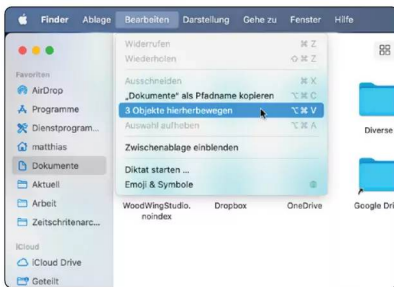 Finder Ablage Bearbeiten Darstellung Gehe zu Fenster Hilfe
Widerrufen ⌘ Z
Wiederholen ⇧ ⌘ Z
Ausschneiden ⌘ X
„Dokumente" als Pfadname kopieren ⌥ ⌘ C
3 Objekte hierherbewegen ⌥ ⌘ V
Auswahl aufheben ⌥ ⌘ A
Zwischenablage einblenden
Diktat starten ...
Emoji & Symbole
Favoriten
AirDrop
Programme
Dienstprogram...
matthias
Dokumente
Aktuell
Arbeit
Zeitschritenarc...
iCloud
iCloud Drive
Geteilt
Diverse
WoodWingStudio.
noindex
Dropbox
OneDrive
Google Dri